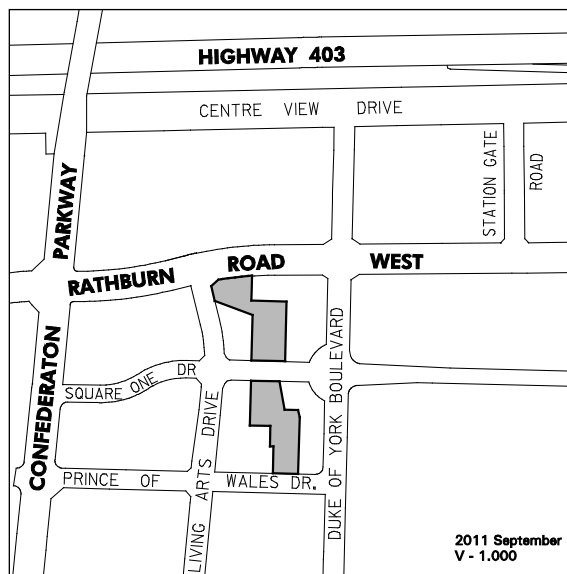 HIGHWAY 403
CENTRE VIEW DRIVE
STATION GATE
ROAD
CONFEDERATON
PARKWAY
RATHBURN ROAD WEST
SQUARE ONE DR
LIVING ARTS DRIVE
DUKE OF YORK BOULEVARD
PRINCE OF WALES DR.
2011 September
V - 1.000